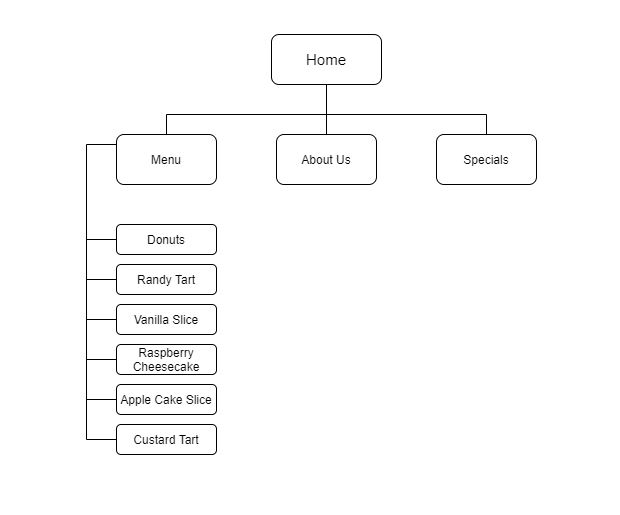 Home
Menu
About Us
Specials
Donuts
Randy Tart
Vanilla Slice
Raspberry
Cheesecake
Apple Cake Slice
Custard Tart